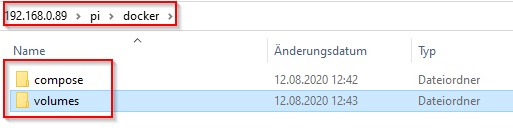 192.168.0.89 > pi > docker >
Name Änderungsdatum Typ
compose 12.08.2020 12:42 Dateiordner
volumes 12.08.2020 12:43 Dateiordner